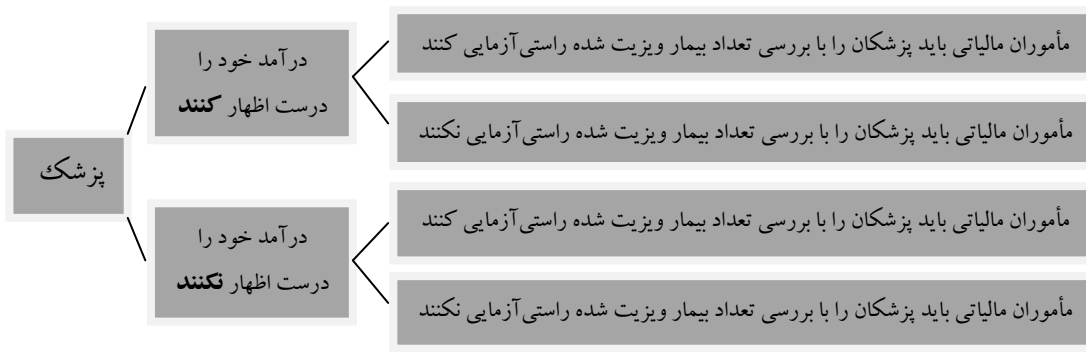 پزشک
درآمد خود را
درست اظهار کنند
مأموران مالیاتی باید پزشکان را با بررسی تعداد بیمار ویزیت شده راستی‌آزمایی کنند
مأموران مالیاتی باید پزشکان را با بررسی تعداد بیمار ویزیت شده راستی‌آزمایی نکنند
درآمد خود را
درست اظهار نکنند
مأموران مالیاتی باید پزشکان را با بررسی تعداد بیمار ویزیت شده راستی‌آزمایی کنند
مأموران مالیاتی باید پزشکان را با بررسی تعداد بیمار ویزیت شده راستی‌آزمایی نکنند